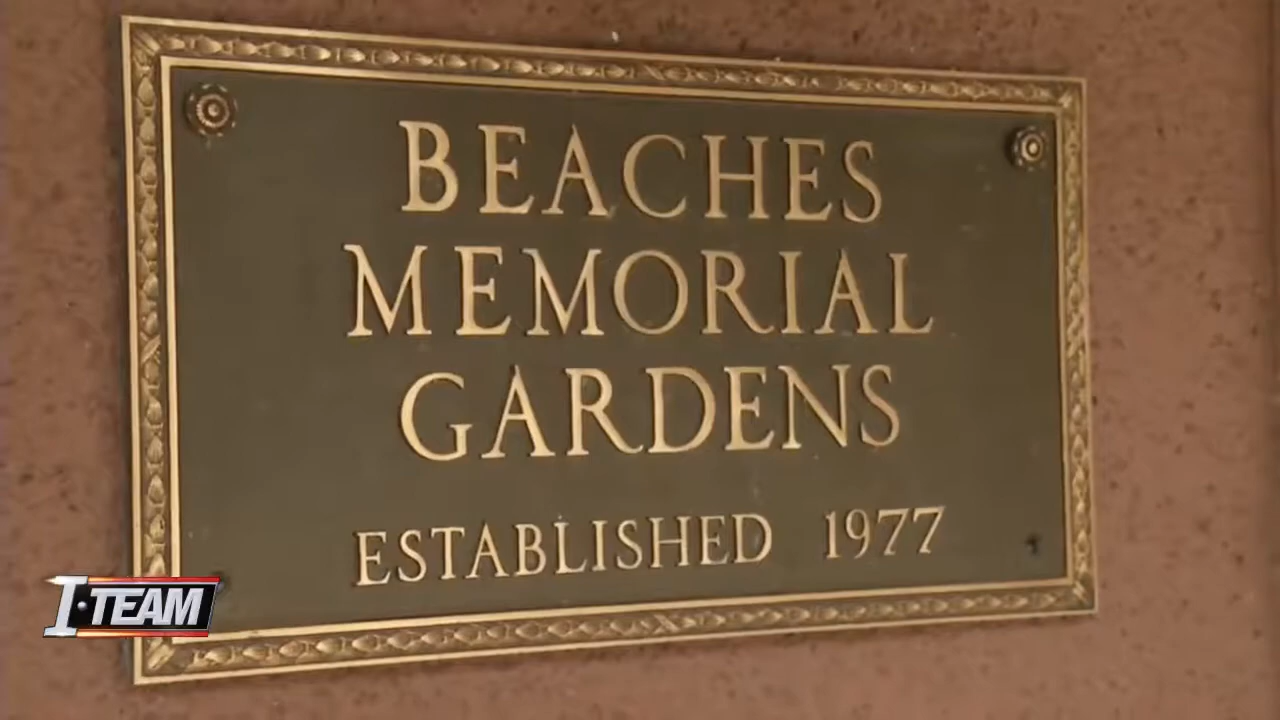 BEACHES
MEMORIAL
GARDENS
ESTABLISHED 1977
I-TEAM